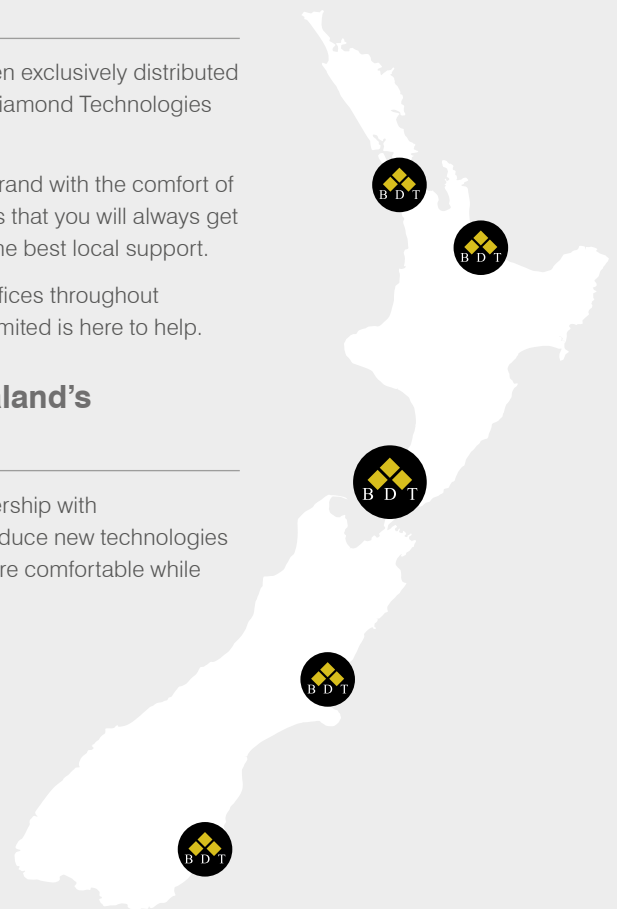 en exclusively distributed
iamond Technologies
rand with the comfort of
s that you will always get
he best local support.
fices throughout
mited is here to help.
land's
ership with
duce new technologies
re comfortable while
B D T
B D T
B D T
B D T
B D T